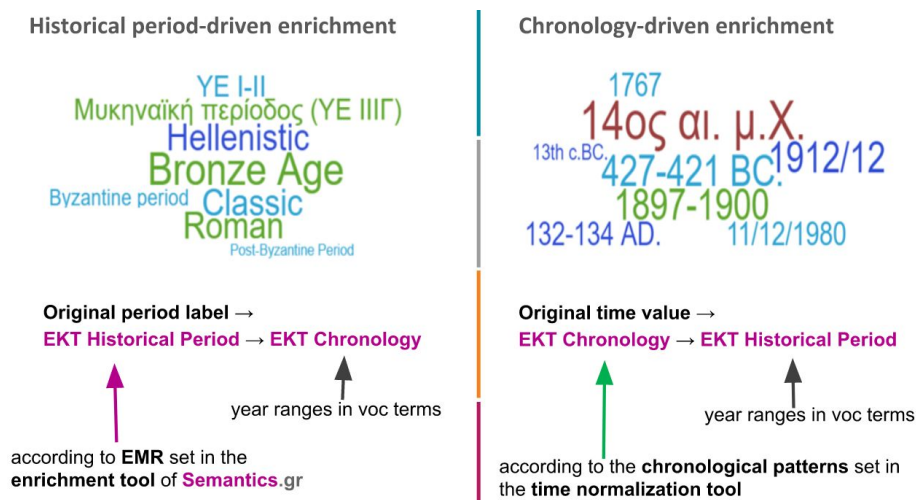 Historical period-driven enrichment
YE I-II
Μυκηναϊκή περίοδος (ΥΕ ΙΙΙΓ)
Hellenistic
Bronze Age
Byzantine period
Classic
Roman
Post-Byzantine Period
Original period label →
EKT Historical Period → EKT Chronology
year ranges in voc terms
according to EMR set in the
enrichment tool of Semantics.gr
Chronology-driven enrichment
1767
14ος αι. μ.Χ.
13th c.BC.
427-421 BC.
1912/12
1897-1900
132-134 AD.
11/12/1980
Original time value →
EKT Chronology → EKT Historical Period
year ranges in voc terms
according to the chronological patterns set in
the time normalization tool